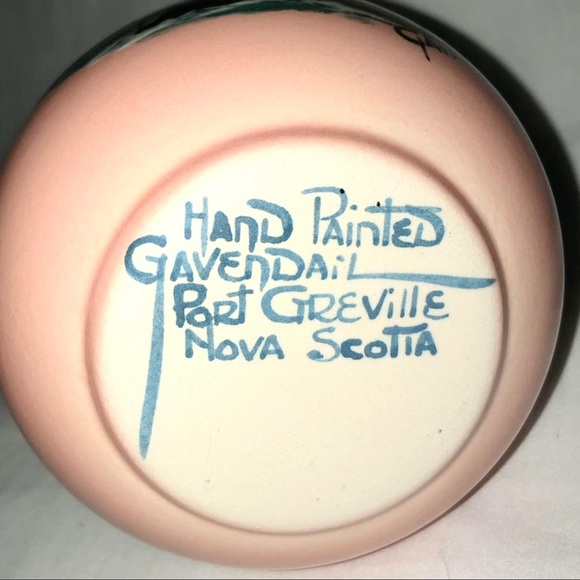 Hand Painted
Gavendail
Port Greville
Nova Scotia